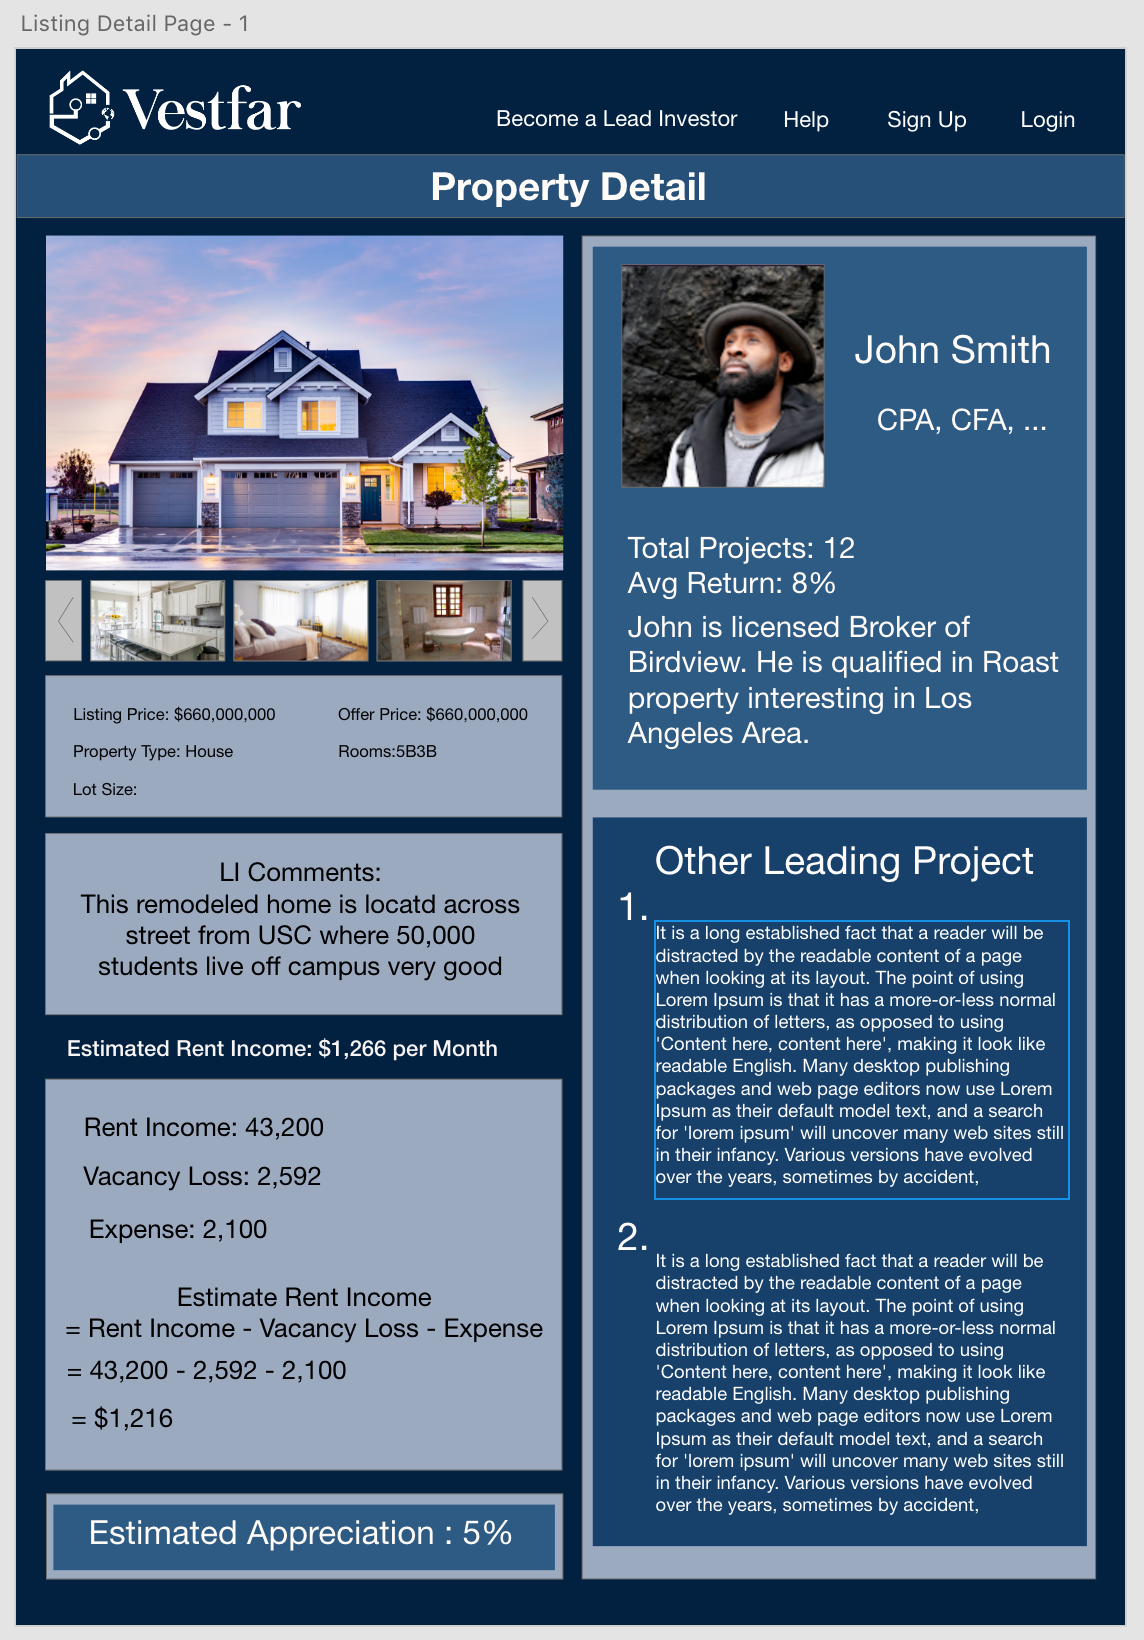 Listing Detail Page - 1
Vestfar
Become a Lead Investor
Help
Sign Up
Login
Property Detail
Listing Price: $660,000,000
Offer Price: $660,000,000
Property Type: House
Rooms:5B3B
Lot Size:
LI Comments:
This remodeled home is locatd across
street from USC where 50,000
students live off campus very good
Estimated Rent Income: $1,266 per Month
Rent Income: 43,200
Vacancy Loss: 2,592
Expense: 2,100
Estimate Rent Income
= Rent Income - Vacancy Loss - Expense
= 43,200 - 2,592 - 2,100
= $1,216
Estimated Appreciation : 5%
John Smith
CPA, CFA, ...
Total Projects: 12
Avg Return: 8%
John is licensed Broker of
Birdview. He is qualified in Roast
property interesting in Los
Angeles Area.
Other Leading Project
1.
It is a long established fact that a reader will be
distracted by the readable content of a page
when looking at its layout. The point of using
Lorem Ipsum is that it has a more-or-less normal
distribution of letters, as opposed to using
'Content here, content here', making it look like
readable English. Many desktop publishing
packages and web page editors now use Lorem
Ipsum as their default model text, and a search
for 'lorem ipsum' will uncover many web sites still
in their infancy. Various versions have evolved
over the years, sometimes by accident,
2.
It is a long established fact that a reader will be
distracted by the readable content of a page
when looking at its layout. The point of using
Lorem Ipsum is that it has a more-or-less normal
distribution of letters, as opposed to using
'Content here, content here', making it look like
readable English. Many desktop publishing
packages and web page editors now use Lorem
Ipsum as their default model text, and a search
for 'lorem ipsum' will uncover many web sites still
in their infancy. Various versions have evolved
over the years, sometimes by accident,